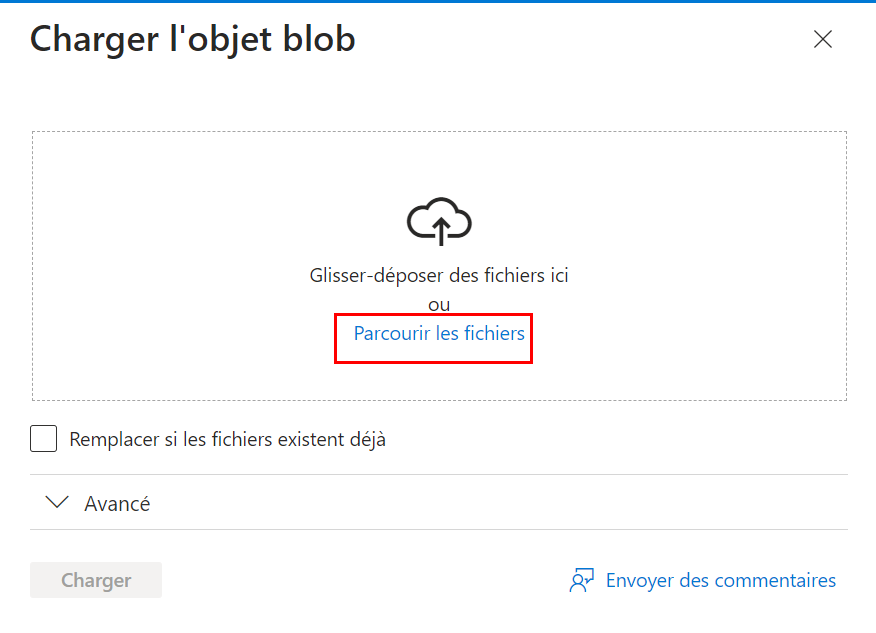 Charger l'objet blob
Glisser-déposer des fichiers ici
ou
Parcourir les fichiers
Remplacer si les fichiers existent déjà
Avancé
Charger
Envoyer des commentaires